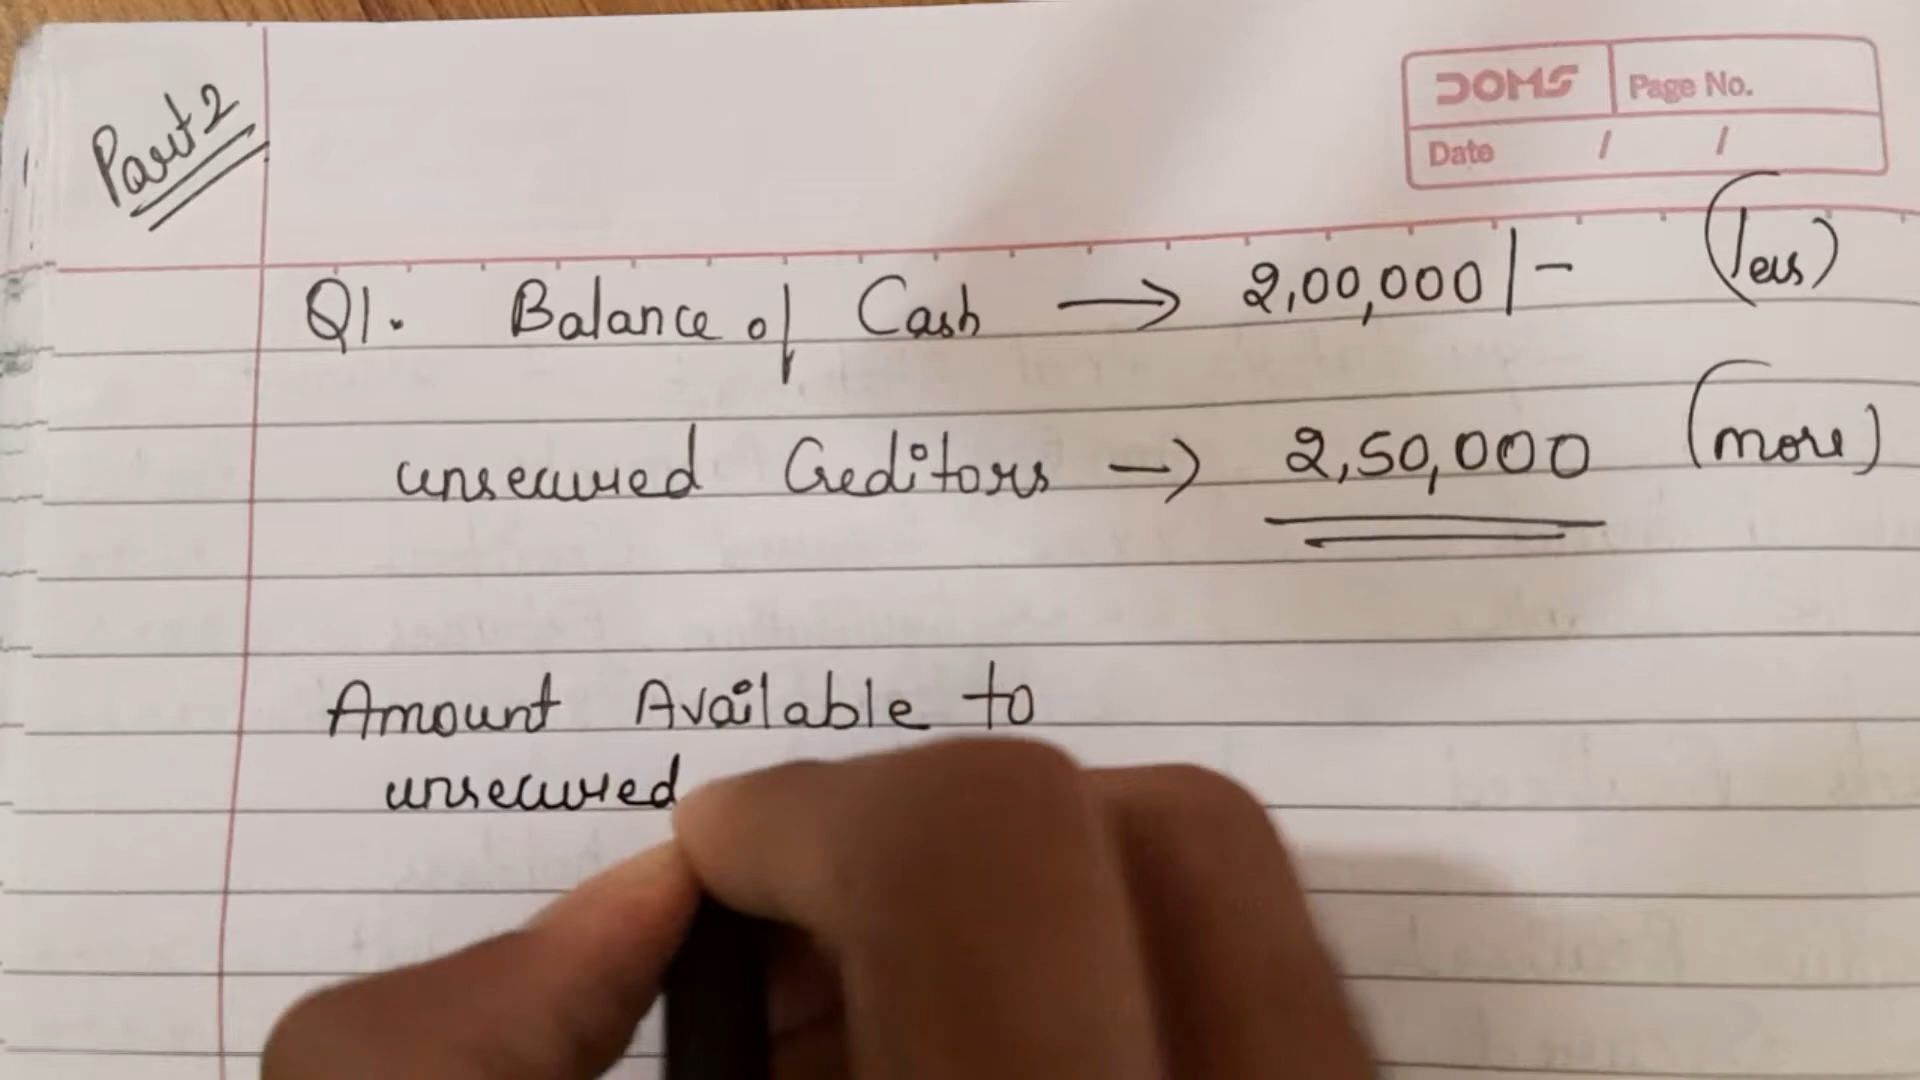 Part 2
DOMS Page No.
Date / /
Q1. Balance of Cash → 2,00,000/- (less)
unsecured Creditors → 2,50,000 (more)
Amount Available to
unsecured